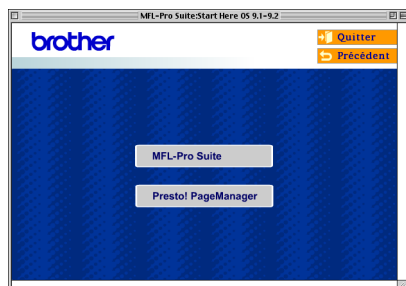 MFL-Pro Suite:Start Here OS 9.1-9.2
brother
Quitter
Précédent
MFL-Pro Suite
Presto! PageManager